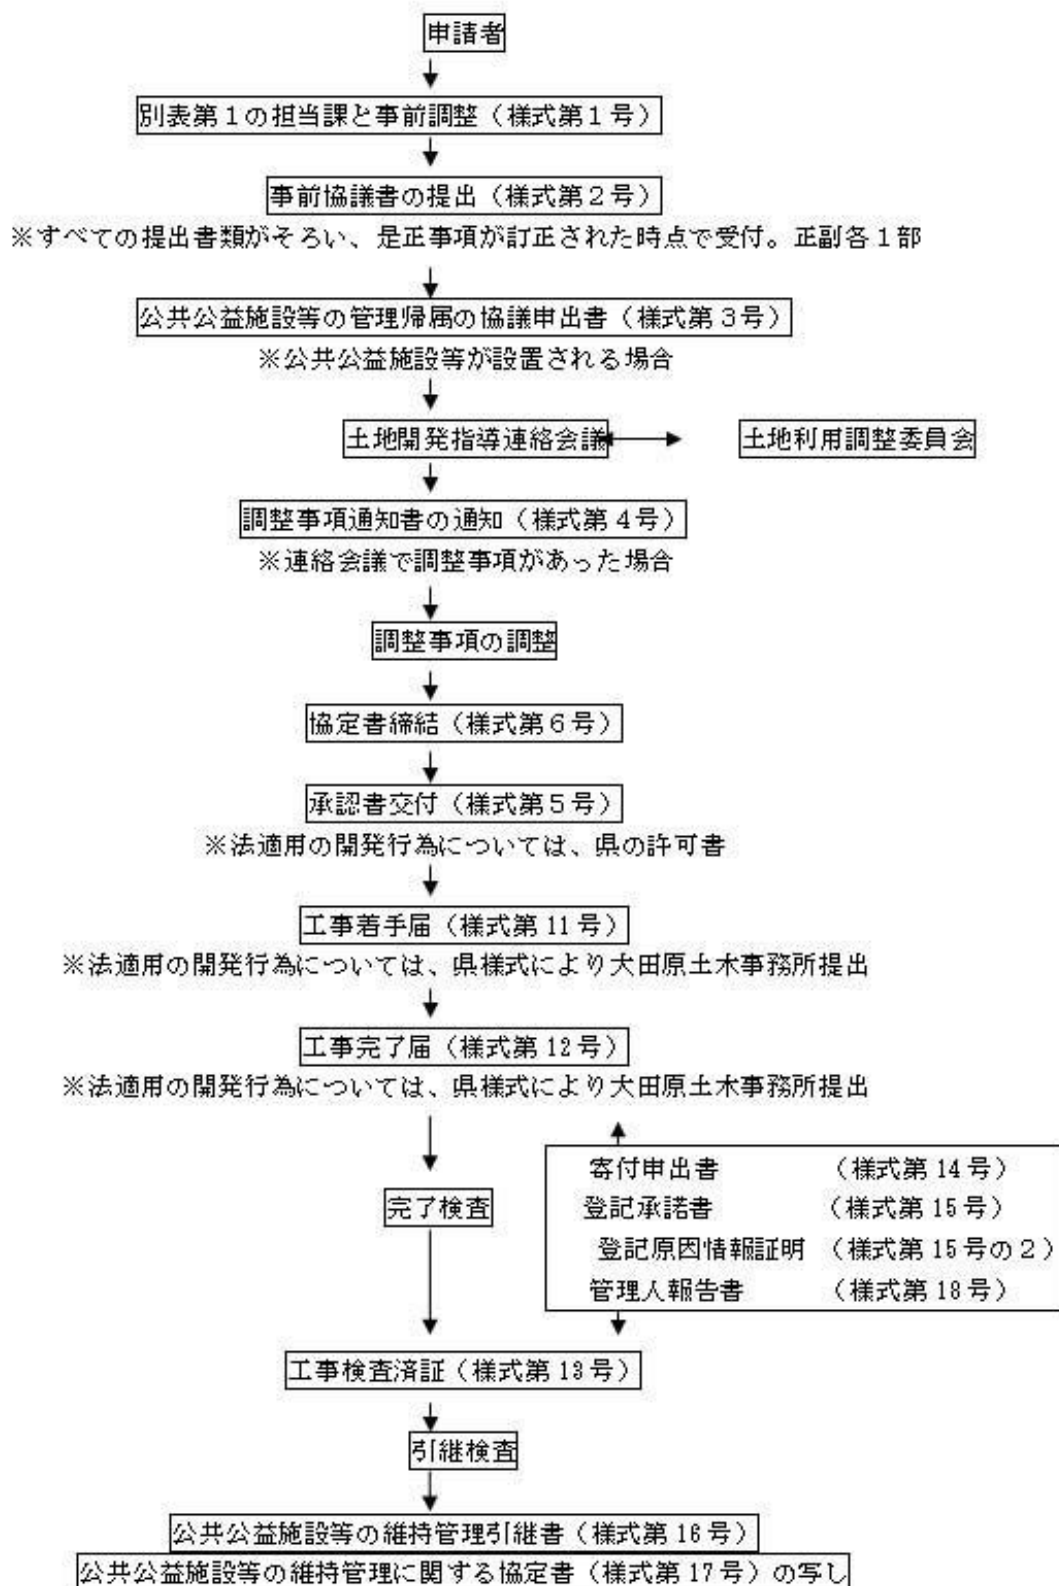 申請者
別表第１の担当課と事前調整（様式第１号）
事前協議書の提出（様式第２号）
※すべての提出書類がそろい、是正事項が訂正された時点で受付。正副各１部
公共公益施設等の管理帰属の協議申出書（様式第３号）
※公共公益施設等が設置される場合
土地開発指導連絡会議 土地利用調整委員会
調整事項通知書の通知（様式第４号）
※連絡会議で調整事項があった場合
調整事項の調整
協定書締結（様式第６号）
承認書交付（様式第５号）
※法適用の開発行為については、県の許可書
工事着手届（様式第11号）
※法適用の開発行為については、県様式により大田原土木事務所提出
工事完了届（様式第12号）
※法適用の開発行為については、県様式により大田原土木事務所提出
寄付申出書 （様式第14号）
登記承諾書 （様式第15号）
登記原因情報証明 （様式第15号の２）
管理人報告書 （様式第18号）
完了検査
工事検査済証（様式第13号）
引継検査
公共公益施設等の維持管理引継書（様式第16号）
公共公益施設等の維持管理に関する協定書（様式第17号）の写し